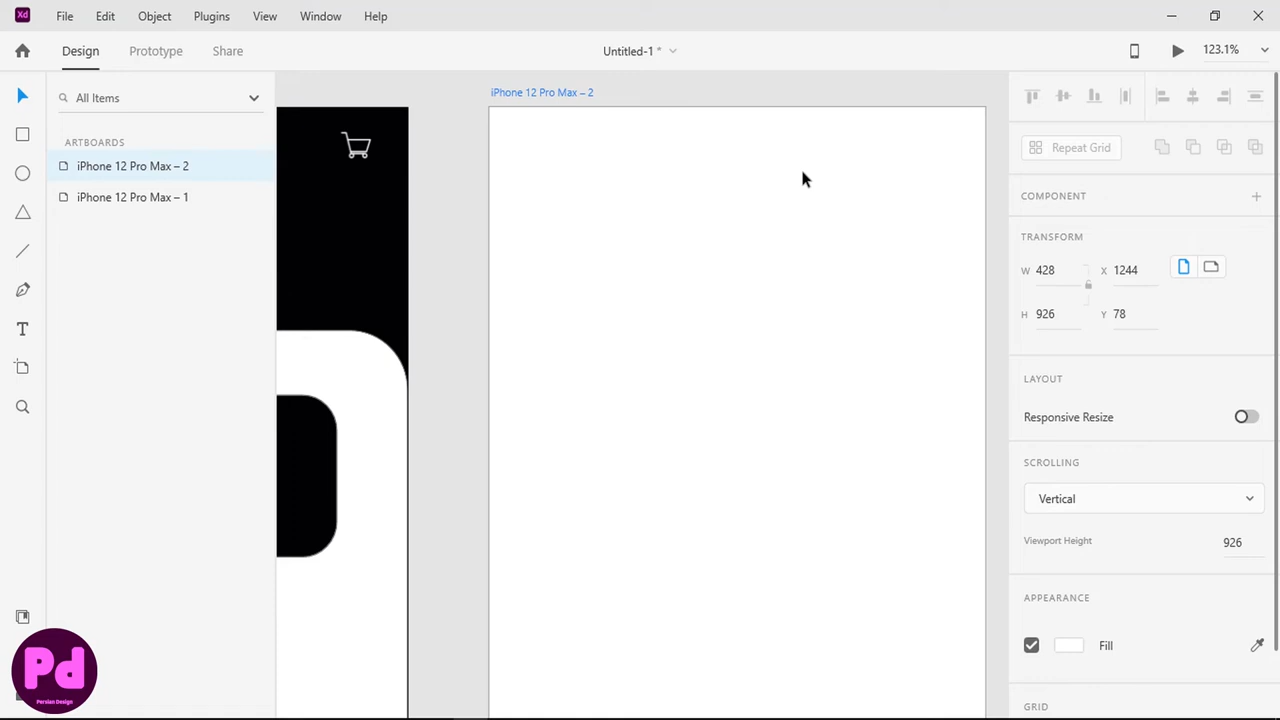 Xd File Edit Object Plugins View Window Help
Design Prototype Share Untitled-1 * 123.1%
All Items
ARTBOARDS
iPhone 12 Pro Max – 2
iPhone 12 Pro Max – 1
T
iPhone 12 Pro Max – 2
Repeat Grid
COMPONENT
TRANSFORM
W 428 X 1244
H 926 Y 78
LAYOUT
Responsive Resize
SCROLLING
Vertical
Viewport Height 926
APPEARANCE
Fill
GRID
Pd
Persian Design